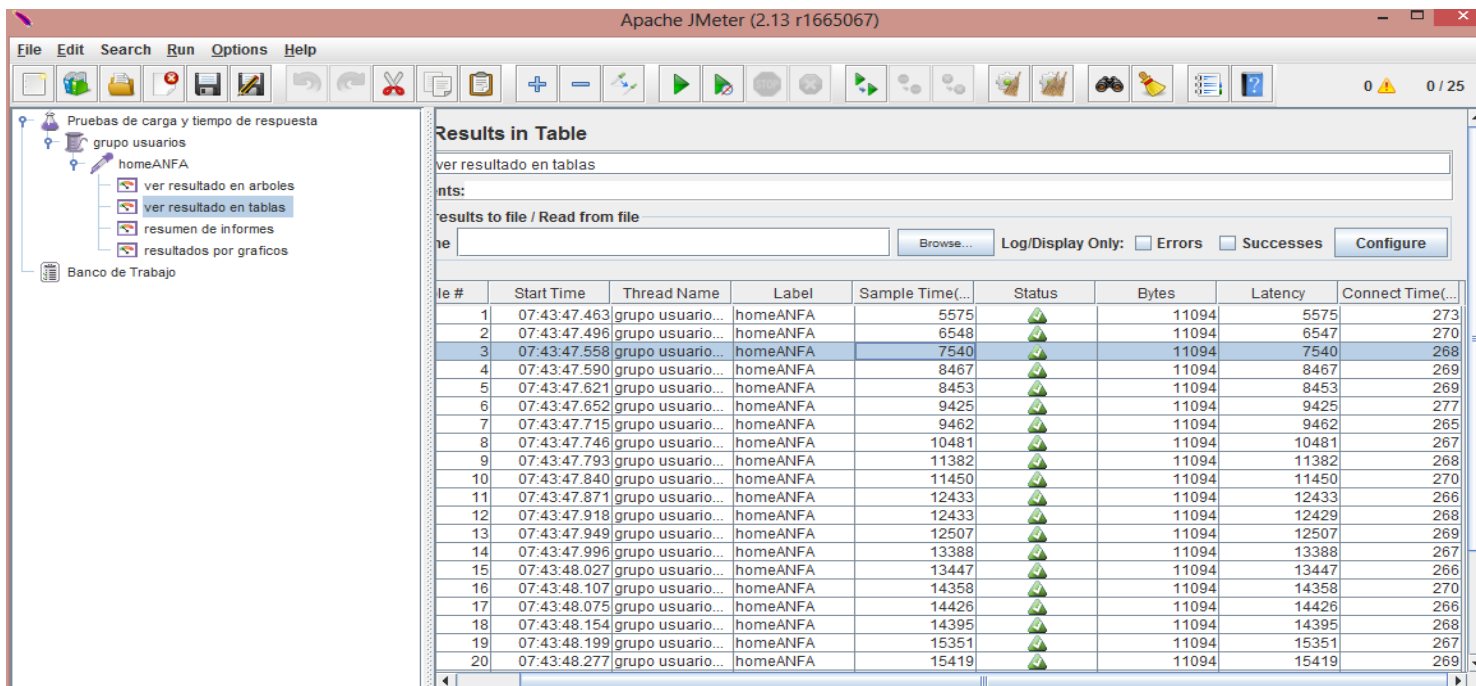 Apache JMeter (2.13 r1665067)
File Edit Search Run Options Help
STOP
0 0 / 25
Pruebas de carga y tiempo de respuesta
grupo usuarios
homeANFA
ver resultado en arboles
ver resultado en tablas
resumen de informes
resultados por graficos
Banco de Trabajo
Results in Table
ver resultado en tablas
nts:
results to file / Read from file
ne Browse... Log/Display Only: Errors Successes Configure
le # Start Time Thread Name Label Sample Time(... Status Bytes Latency Connect Time(...
1 07:43:47.463 grupo usuario... homeANFA 5575 11094 5575 273
2 07:43:47.496 grupo usuario... homeANFA 6548 11094 6547 270
3 07:43:47.558 grupo usuario... homeANFA 7540 11094 7540 268
4 07:43:47.590 grupo usuario... homeANFA 8467 11094 8467 269
5 07:43:47.621 grupo usuario... homeANFA 8453 11094 8453 269
6 07:43:47.652 grupo usuario... homeANFA 9425 11094 9425 277
7 07:43:47.715 grupo usuario... homeANFA 9462 11094 9462 265
8 07:43:47.746 grupo usuario... homeANFA 10481 11094 10481 267
9 07:43:47.793 grupo usuario... homeANFA 11382 11094 11382 268
10 07:43:47.840 grupo usuario... homeANFA 11450 11094 11450 270
11 07:43:47.871 grupo usuario... homeANFA 12433 11094 12433 266
12 07:43:47.918 grupo usuario... homeANFA 12433 11094 12429 268
13 07:43:47.949 grupo usuario... homeANFA 12507 11094 12507 269
14 07:43:47.996 grupo usuario... homeANFA 13388 11094 13388 267
15 07:43:48.027 grupo usuario... homeANFA 13447 11094 13447 266
16 07:43:48.107 grupo usuario... homeANFA 14358 11094 14358 270
17 07:43:48.075 grupo usuario... homeANFA 14426 11094 14426 266
18 07:43:48.154 grupo usuario... homeANFA 14395 11094 14395 268
19 07:43:48.199 grupo usuario... homeANFA 15351 11094 15351 267
20 07:43:48.277 grupo usuario... homeANFA 15419 11094 15419 269